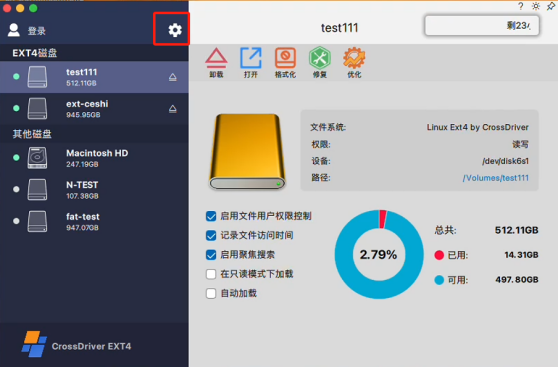 ?
登录
test111
剩23
EXT4磁盘
test111
512.11GB
ext-ceshi
945.95GB
其他磁盘
Macintosh HD
247.19GB
N-TEST
107.38GB
fat-test
947.07GB
CrossDriver EXT4
卸载
打开
格式化
修复
优化
文件系统:
Linux Ext4 by CrossDriver
权限:
读写
设备:
/dev/disk6s1
路径:
/Volumes/test111
启用文件用户权限控制
记录文件访问时间
启用聚焦搜索
在只读模式下加载
自动加载
2.79%
总共:
512.11GB
已用:
14.31GB
可用:
497.80GB